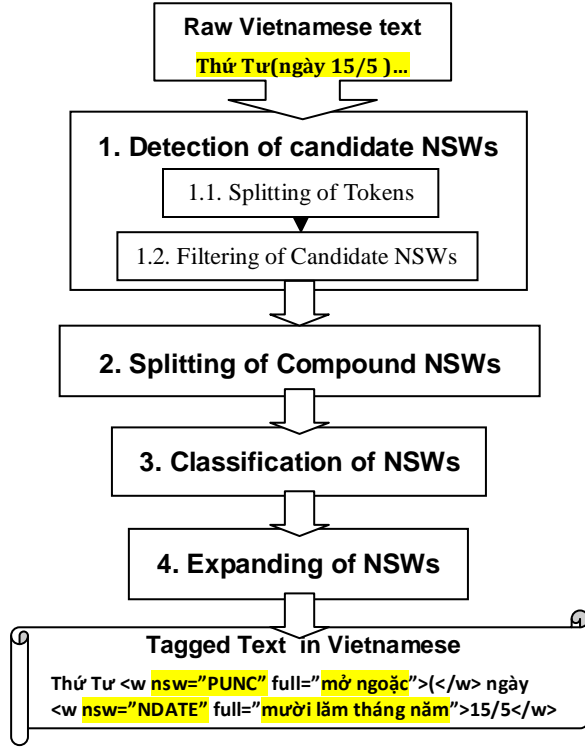 Raw Vietnamese text
Thứ Tư(ngày 15/5 )...
1. Detection of candidate NSWs
1.1. Splitting of Tokens
1.2. Filtering of Candidate NSWs
2. Splitting of Compound NSWs
3. Classification of NSWs
4. Expanding of NSWs
Tagged Text in Vietnamese
Thứ Tư <w nsw=”PUNC” full=”mở ngoặc”>(</w> ngày
<w nsw=”NDATE” full=”mười lăm tháng năm”>15/5</w>